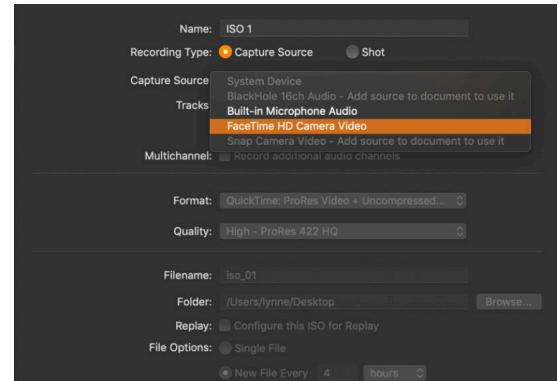 Name: ISO 1
Recording Type: Capture Source Shot
Capture Source
System Device
BlackHole 16ch Audio - Add source to document to use it
Tracks
Built-in Microphone Audio
FaceTime HD Camera Video
Snap Camera Video - Add source to document to use it
Multichannel: Record additional audio channels
Format: QuickTime: ProRes Video + Uncompressed...
Quality: High - ProRes 422 HQ
Filename: iso_01
Folder: /Users/lynne/Desktop Browse...
Replay: Configure this ISO for Replay
File Options: Single File
New File Every 4 hours